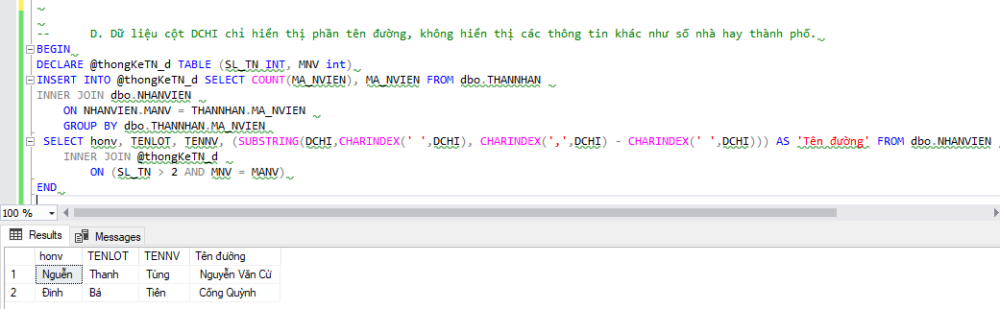 -- D. Dữ liệu cột DCHI chỉ hiển thị phần tên đường, không hiển thị các thông tin khác như số nhà hay thành phố.
BEGIN
DECLARE @thongKeTN_d TABLE (SL_TN INT, MNV int)
INSERT INTO @thongKeTN_d SELECT COUNT(MA_NVIEN), MA_NVIEN FROM dbo.THANNHAN
INNER JOIN dbo.NHANVIEN
ON NHANVIEN.MANV = THANNHAN.MA_NVIEN
GROUP BY dbo.THANNHAN.MA_NVIEN
SELECT honv, TENLOT, TENNV, (SUBSTRING(DCHI,CHARINDEX(' ',DCHI), CHARINDEX(',',DCHI) - CHARINDEX(' ',DCHI))) AS 'Tên đường' FROM dbo.NHANVIEN
INNER JOIN @thongKeTN_d
ON (SL_TN > 2 AND MNV = MANV)
END
100 %
Results Messages
honv TENLOT TENNV Tên đường
1 Nguễn Thanh Tùng Nguyễn Văn Cừ
2 Đinh Bá Tiên Cống Quỳnh